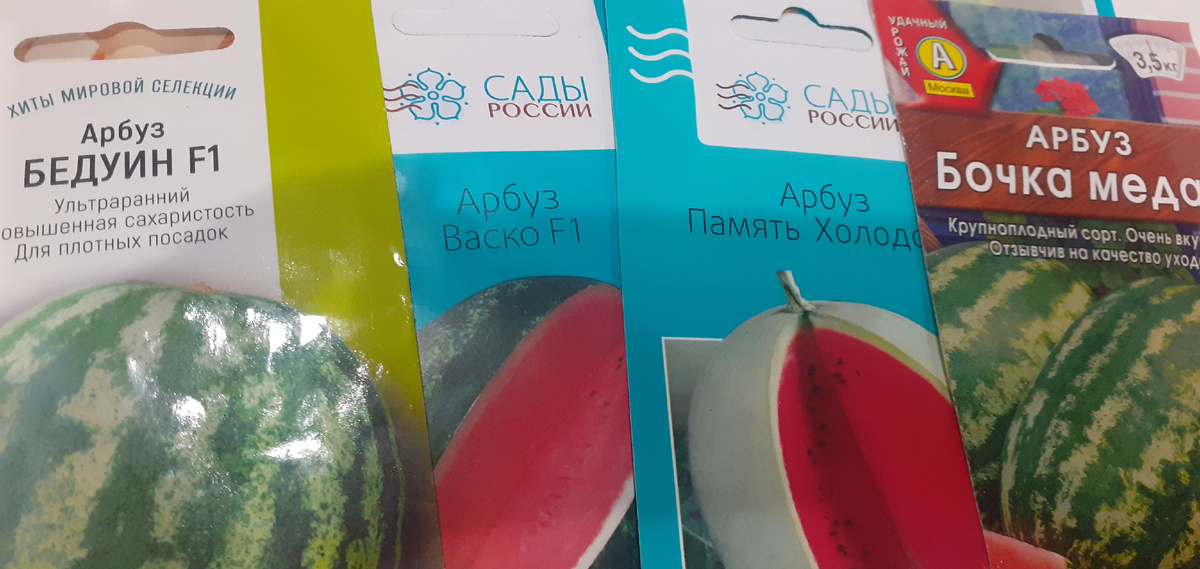 ХИТЫ МИРОВОЙ СЕЛЕКЦИИ
Арбуз
БЕДУИН F1
Ультраранний
овышенная сахаристость
Для плотных посадок
САДЫ
РОССИИ
Арбуз
Васко F1
САДЫ
РОССИИ
Арбуз
Память Холодо
УДАЧНЫЙ
УРОЖАЙ
А
Москва
3,5 кг
АРБУЗ
Бочка меда
Крупноплодный сорт. Очень вку
Отзывчив на качество ухода